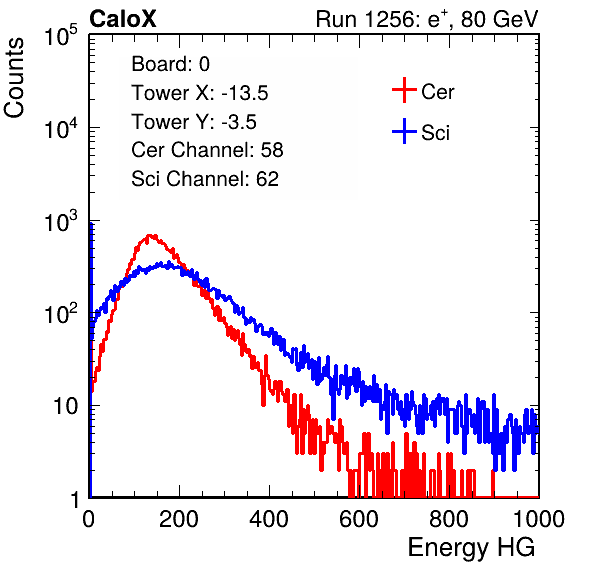 CaloX Run 1256: e⁺, 80 GeV
Counts
10⁵
10⁴
10³
10²
10
1
Board: 0
Tower X: -13.5
Tower Y: -3.5
Cer Channel: 58
Sci Channel: 62
Cer
Sci
0 200 400 600 800 1000
Energy HG